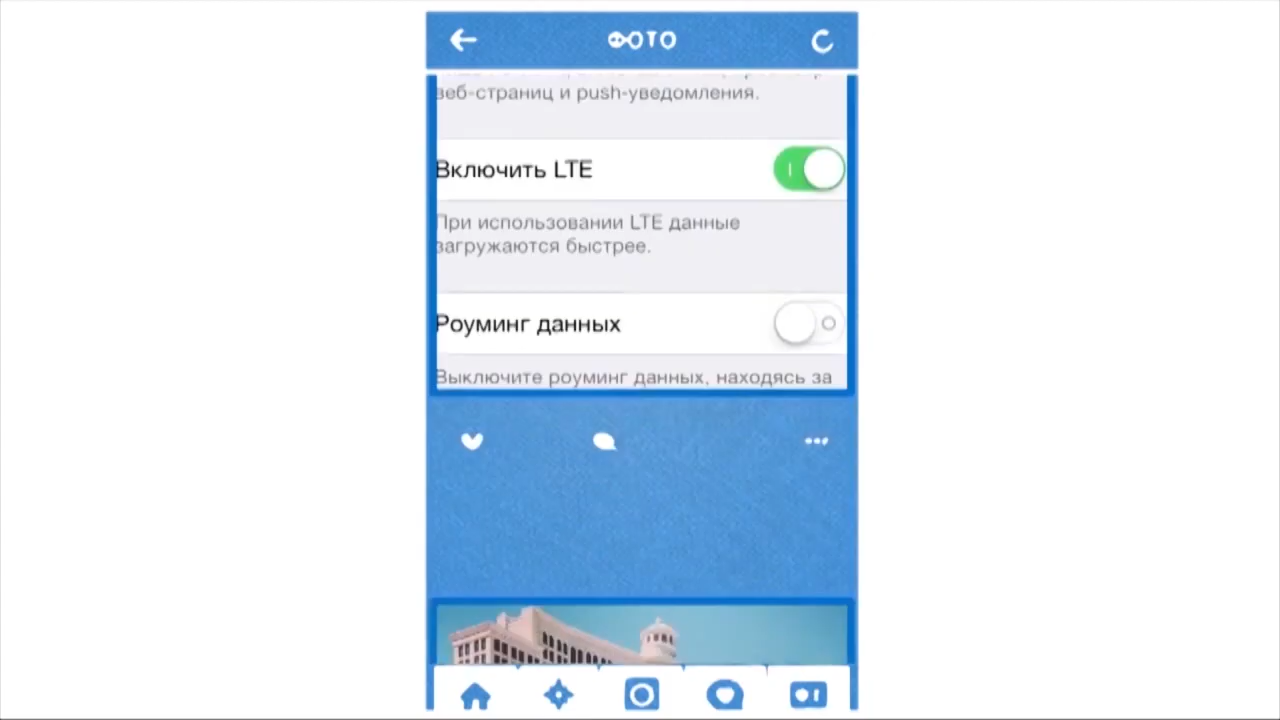 ФОТО
веб-страниц и push-уведомления.
Включить LTE
При использовании LTE данные
загружаются быстрее.
Роуминг данных
Выключите роуминг данных, находясь за